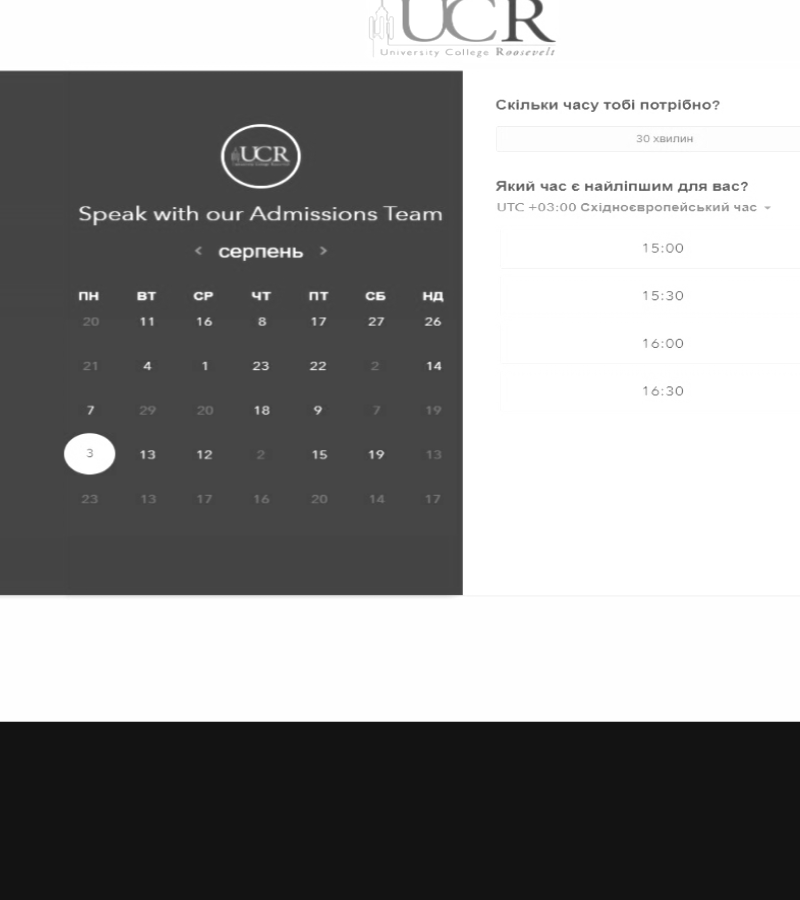 UCR
University College Roosevelt
UCR
Speak with our Admissions Team
< серпень >
ПН ВТ СР ЧТ ПТ СБ НД
20 11 16 8 17 27 26
21 4 1 23 22 2 14
7 29 20 18 9 7 19
3 13 12 2 15 19 13
23 13 17 16 20 14 17
Скільки часу тобі потрібно?
30 хвилин
Який час є найліпшим для вас?
UTC +03:00 Східноєвропейський час
15:00
15:30
16:00
16:30